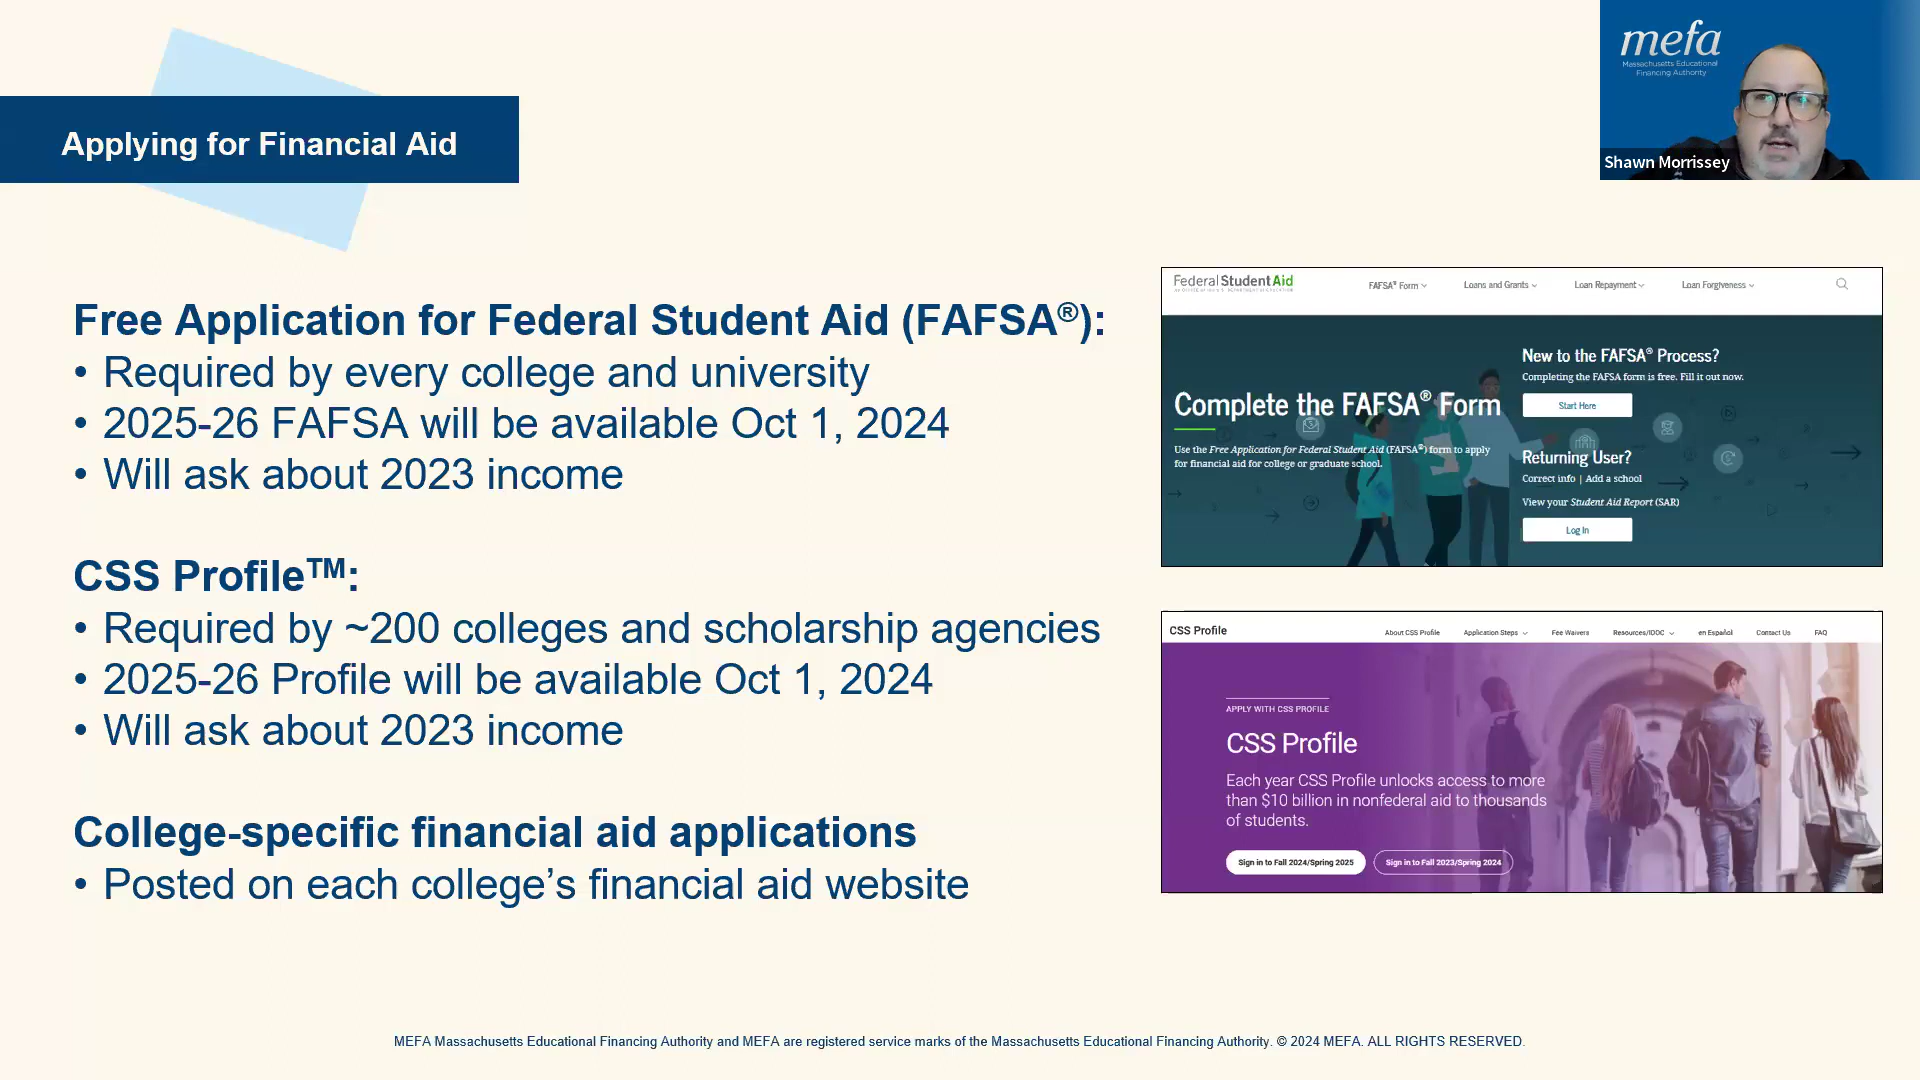 mefa
Massachusetts Educational
Financing Authority
Shawn Morrissey
Applying for Financial Aid
Free Application for Federal Student Aid (FAFSA®):
• Required by every college and university
• 2025-26 FAFSA will be available Oct 1, 2024
• Will ask about 2023 income
CSS Profile™:
• Required by ~200 colleges and scholarship agencies
• 2025-26 Profile will be available Oct 1, 2024
• Will ask about 2023 income
College-specific financial aid applications
• Posted on each college’s financial aid website
Federal Student Aid
FAFSA® Form
Loans and Grants
Loan Repayment
Loan Forgiveness
Complete the FAFSA® Form
Use the Free Application for Federal Student Aid (FAFSA®) form to apply
for financial aid for college or graduate school.
New to the FAFSA® Process?
Completing the FAFSA form is free. Fill it out now.
Start Here
Returning User?
Correct info | Add a school
View your Student Aid Report (SAR)
Log In
CSS Profile
About CSS Profile
Application Steps
Fee Waivers
Resources/IDOC
en Español
Contact Us
FAQ
APPLY WITH CSS PROFILE
CSS Profile
Each year CSS Profile unlocks access to more
than $10 billion in nonfederal aid to thousands
of students.
Sign in to Fall 2024/Spring 2025
Sign in to Fall 2023/Spring 2024
MEFA Massachusetts Educational Financing Authority and MEFA are registered service marks of the Massachusetts Educational Financing Authority. © 2024 MEFA. ALL RIGHTS RESERVED.